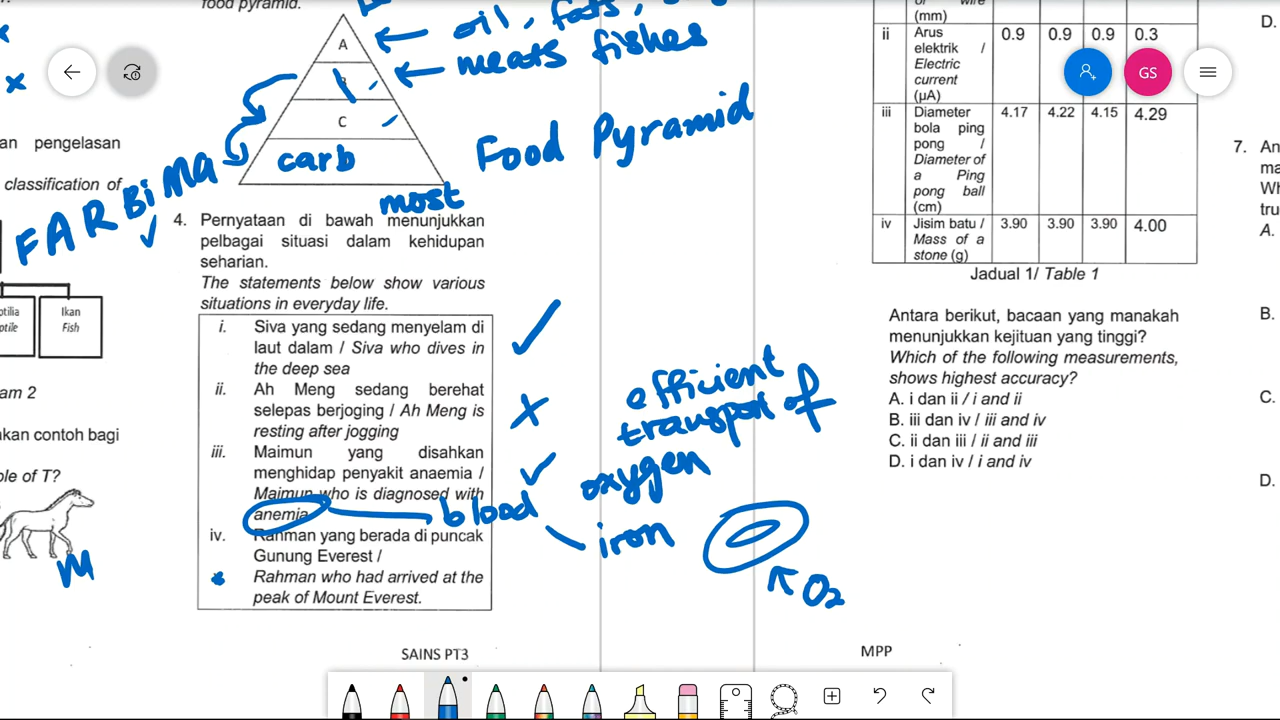 food pyramid.
A
C
carb
most
oil, fats,
meats fishes
Food Pyramid
FAR Bi MA
an pengelasan
classification of
Ikan
Fish
am 2
kan contoh bagi
ole of T?
M
4. Pernyataan di bawah menunjukkan
pelbagai situasi dalam kehidupan
seharian.
The statements below show various
situations in everyday life.
i. Siva yang sedang menyelam di
laut dalam / Siva who dives in
the deep sea
ii. Ah Meng sedang berehat
selepas berjoging / Ah Meng is
resting after jogging
iii. Maimun yang disahkan
menghidap penyakit anaemia /
Maimun who is diagnosed with
anemia
iv. Rahman yang berada di puncak
Gunung Everest /
Rahman who had arrived at the
peak of Mount Everest.
efficient
transport of
oxygen
blood
iron
O2
SAINS PT3
(mm)
ii Arus elektrik / Electric current (µA) 0.9 0.9 0.9 0.3
iii Diameter bola ping pong / Diameter of a Ping pong ball (cm) 4.17 4.22 4.15 4.29
iv Jisim batu / Mass of a stone (g) 3.90 3.90 3.90 4.00
Jadual 1/ Table 1
Antara berikut, bacaan yang manakah
menunjukkan kejituan yang tinggi?
Which of the following measurements,
shows highest accuracy?
A. i dan ii / i and ii
B. iii dan iv / iii and iv
C. ii dan iii / ii and iii
D. i dan iv / i and iv
MPP
GS
D.
7. An
ma
Wh
tru
A.
B.
C.
D.